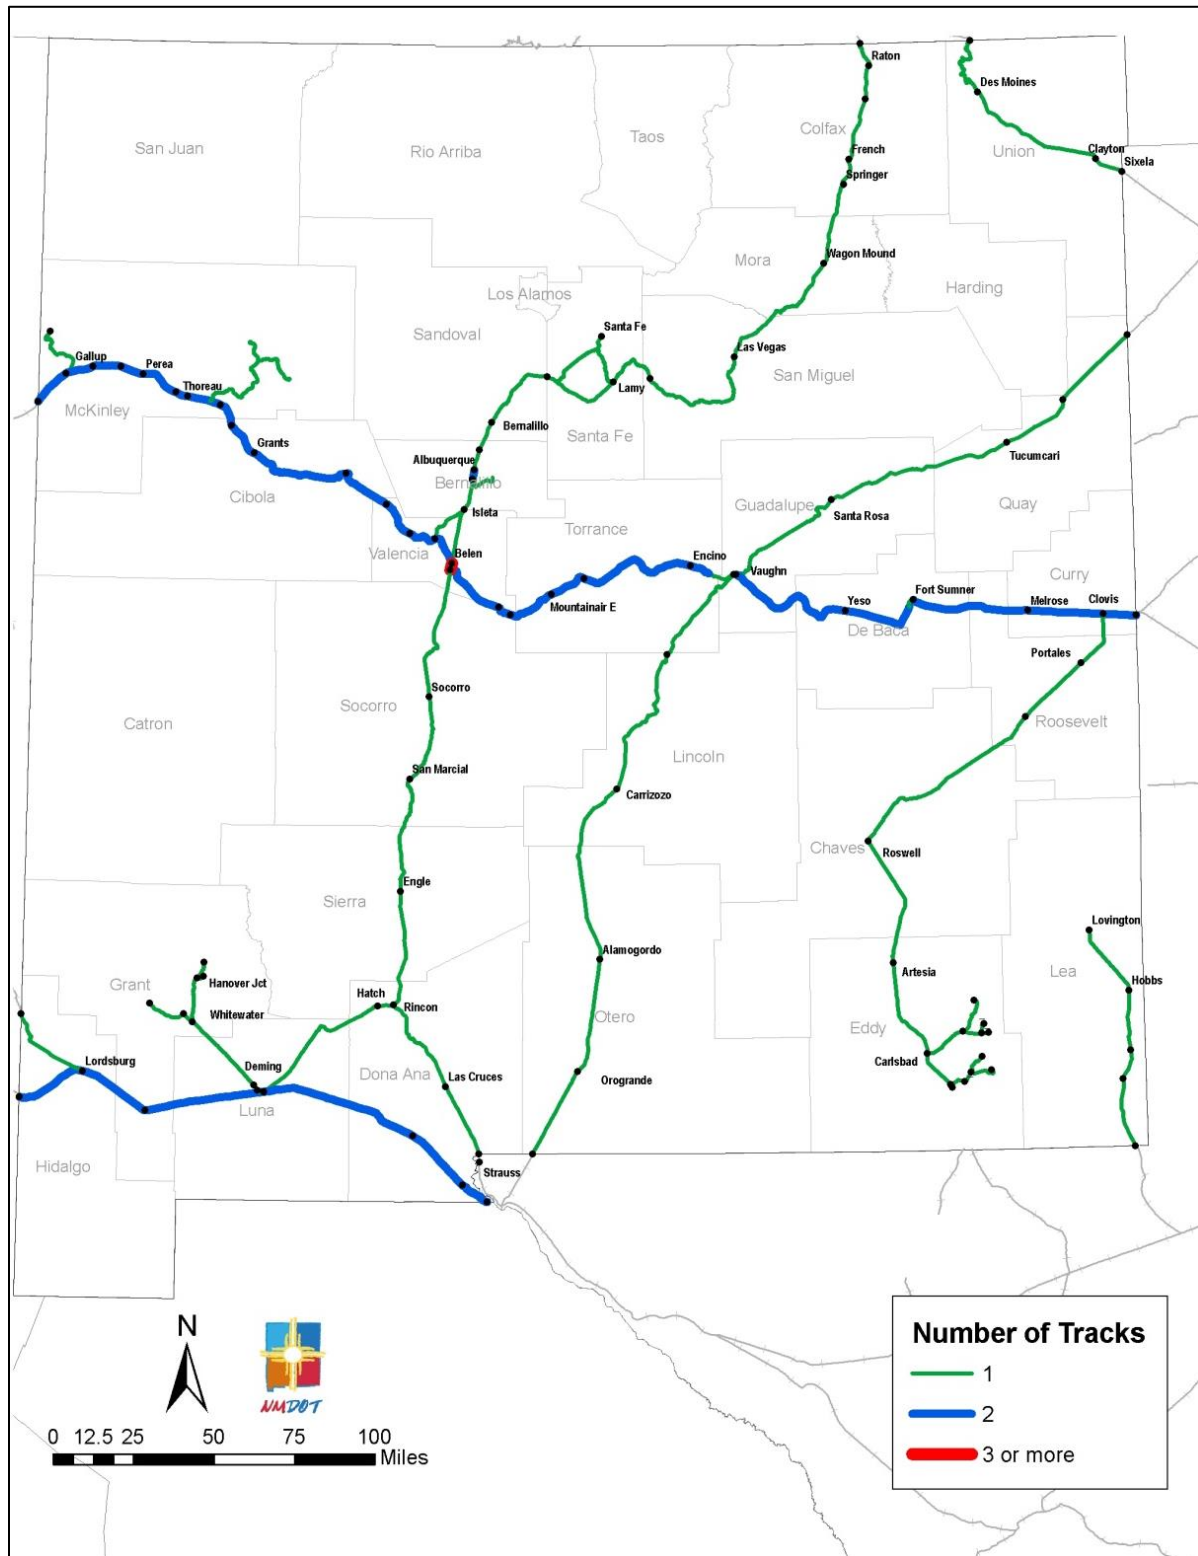 Raton
Des Moines
Colfax
Taos
San Juan
Rio Arriba
French
Union
Clayton
Sixela
Springer
Wagon Mound
Mora
Harding
Los Alamos
Sandoval
Santa Fe
Las Vegas
San Miguel
Gallup
Perea
Thoreau
Lamy
McKinley
Bernalillo
Santa Fe
Grants
Albuquerque
Tucumcari
Bernalillo
Cibola
Guadalupe
Quay
Isleta
Santa Rosa
Torrance
Valencia
Belen
Encino
Vaughn
Curry
Mountainair E
Yeso
Fort Sumner
Melrose
Clovis
De Baca
Portales
Socorro
Socorro
Catron
Roosevelt
Lincoln
San Marcial
Carrizozo
Chaves
Roswell
Engle
Sierra
Lovington
Alamogordo
Artesia
Lea
Hanover Jct
Grant
Hobbs
Hatch
Rincon
Whitewater
Otero
Eddy
Lordsburg
Deming
Dona Ana
Las Cruces
Orogrande
Carlsbad
Luna
Hidalgo
Strauss
N
NMDOT
0 12.5 25 50 75 100
Miles
Number of Tracks
1
2
3 or more